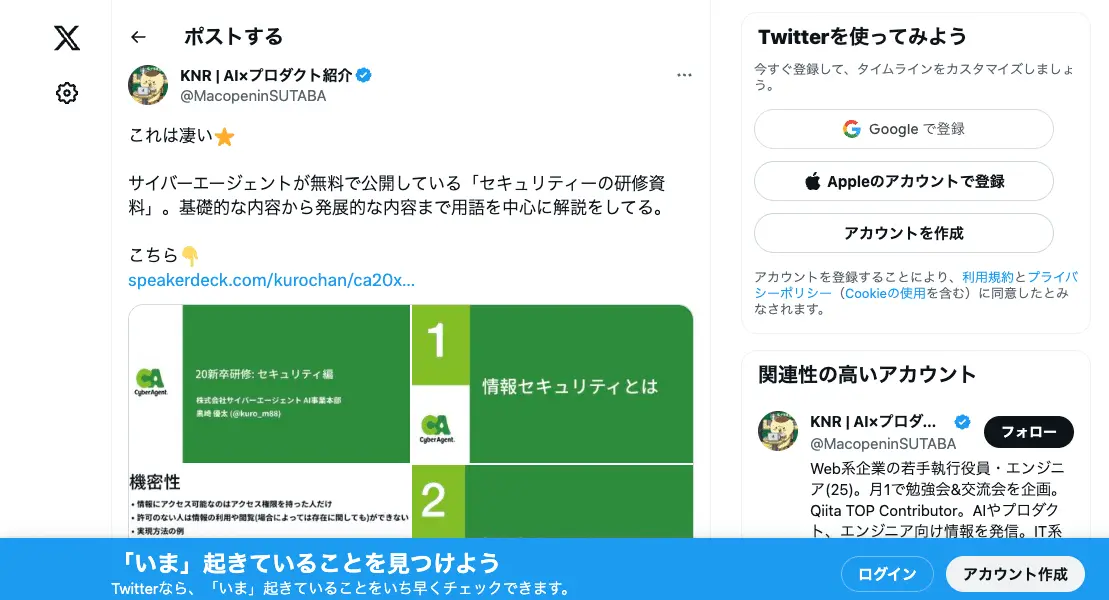 ポストする
KNR | AI×プロダクト紹介
@MacopeninSUTABA
これは凄い⭐
サイバーエージェントが無料で公開している「セキュリティーの研修資
料」。基礎的な内容から発展的な内容まで用語を中心に解説をしてる。
こちら👇
speakerdeck.com/kurochan/ca20x...
CyberAgent.
20新卒研修: セキュリティ編
株式会社サイバーエージェント AI事業本部
黒崎 優太 (@kuro_m88)
1
情報セキュリティとは
CyberAgent.
機密性
• 情報にアクセス可能なのはアクセス権限を持った人だけ
• 許可のない人は情報の利用や閲覧(場合によっては存在に関しても)ができない
• 実現方法の例
2
Twitterを使ってみよう
今すぐ登録して、タイムラインをカスタマイズしましょ
う。
Google で登録
Appleのアカウントで登録
アカウントを作成
アカウントを登録することにより、利用規約とプライバ
シーポリシー（Cookieの使用を含む）に同意したとみ
なされます。
関連性の高いアカウント
KNR | AI×プロダ...
@MacopeninSUTABA
フォロー
Web系企業の若手執行役員・エンジニ
ア(25)。月1で勉強会&交流会を企画。
Qiita TOP Contributor。AIやプロダク
ト、エンジニア向け情報を発信。IT系
「いま」起きていることを見つけよう
Twitterなら、「いま」起きていることをいち早くチェックできます。
ログイン
アカウント作成